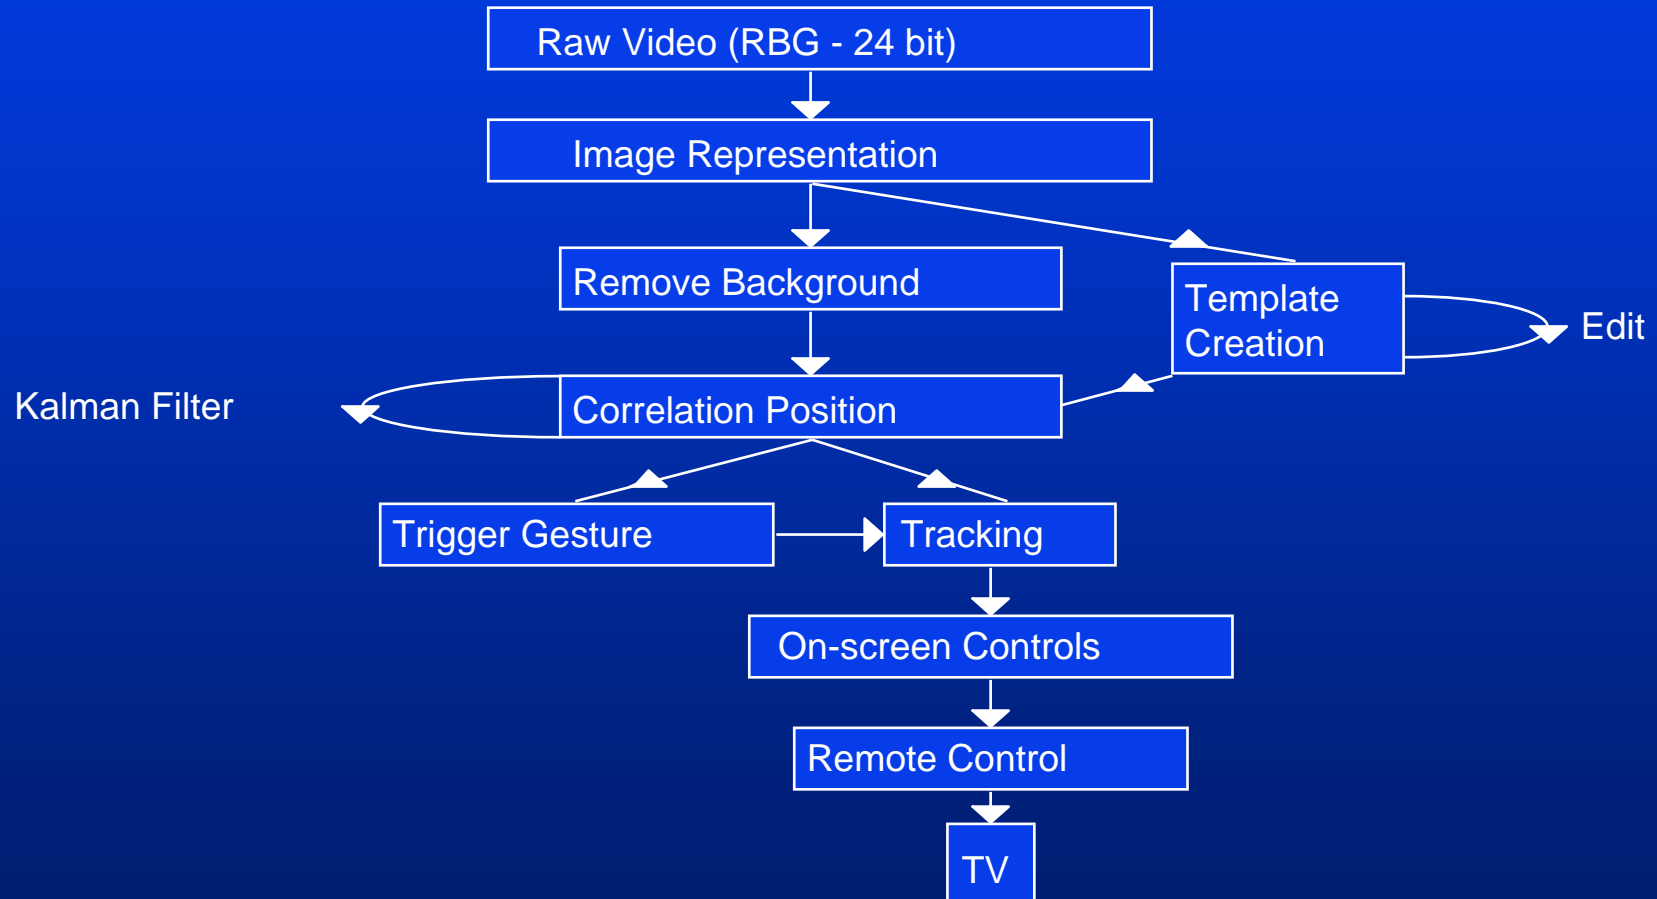 Raw Video (RBG - 24 bit)
Image Representation
Remove Background
Template
Creation
Edit
Kalman Filter
Correlation Position
Trigger Gesture
Tracking
On-screen Controls
Remote Control
TV